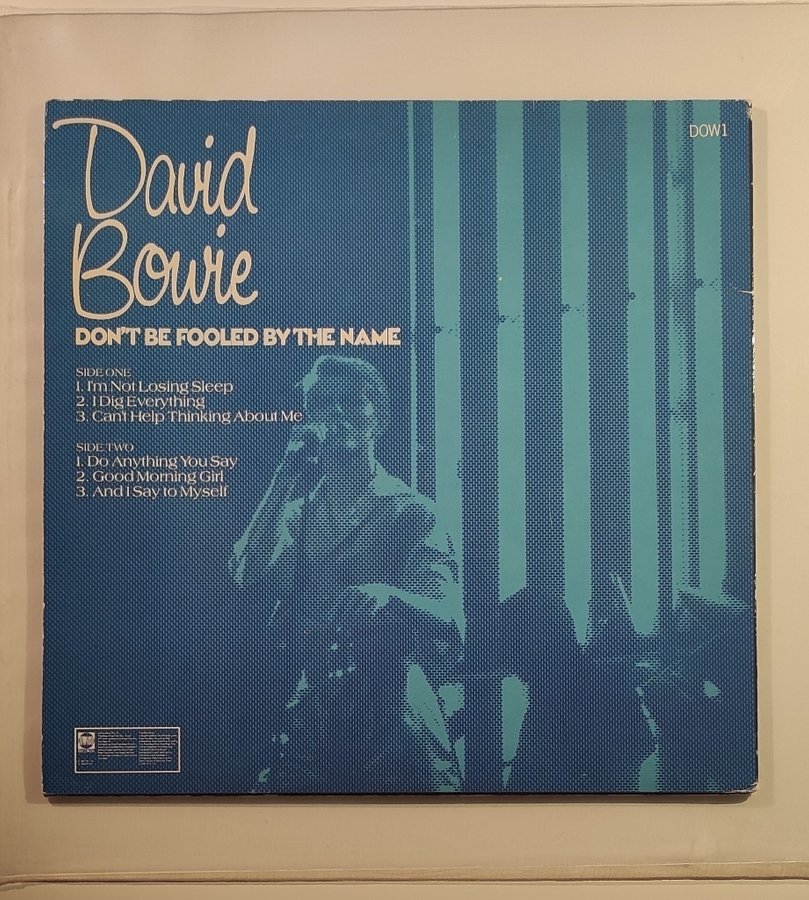 DOW1
David
Bowie
DON'T BE FOOLED BY THE NAME
SIDE ONE
1. I'm Not Losing Sleep
2. I Dig Everything
3. Can't Help Thinking About Me
SIDE TWO
1. Do Anything You Say
2. Good Morning Girl
3. And I Say to Myself